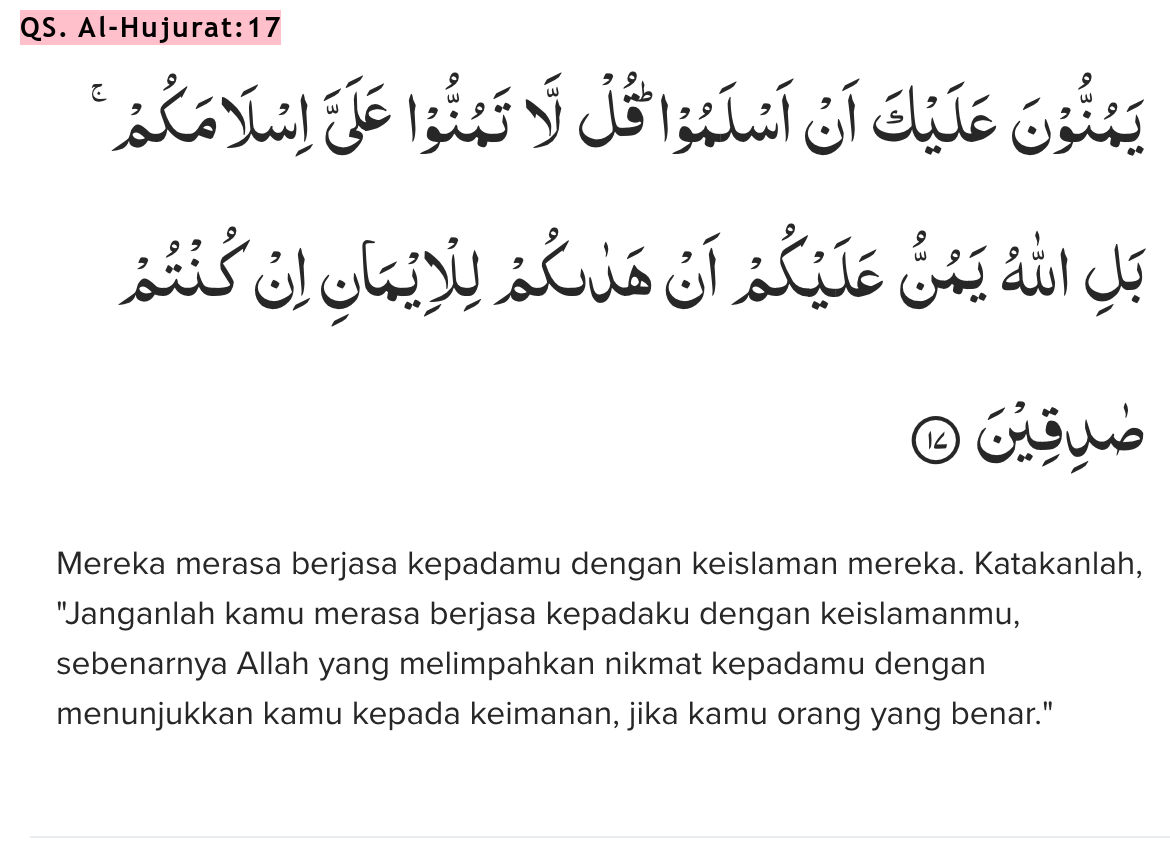 QS. Al-Hujurat:17
يَمُنُّوْنَ عَلَيْكَ اَنْ اَسْلَمُوْا ۗ قُلْ لَّا تَمُنُّوْا عَلَيَّ اِسْلَامَكُمْ ۚ
بَلِ اللّٰهُ يَمُنُّ عَلَيْكُمْ اَنْ هَدٰىكُمْ لِلْاِيْمَانِ اِنْ كُنْتُمْ
صٰدِقِيْنَ ١٧
Mereka merasa berjasa kepadamu dengan keislaman mereka. Katakanlah,
"Janganlah kamu merasa berjasa kepadaku dengan keislamanmu,
sebenarnya Allah yang melimpahkan nikmat kepadamu dengan
menunjukkan kamu kepada keimanan, jika kamu orang yang benar."